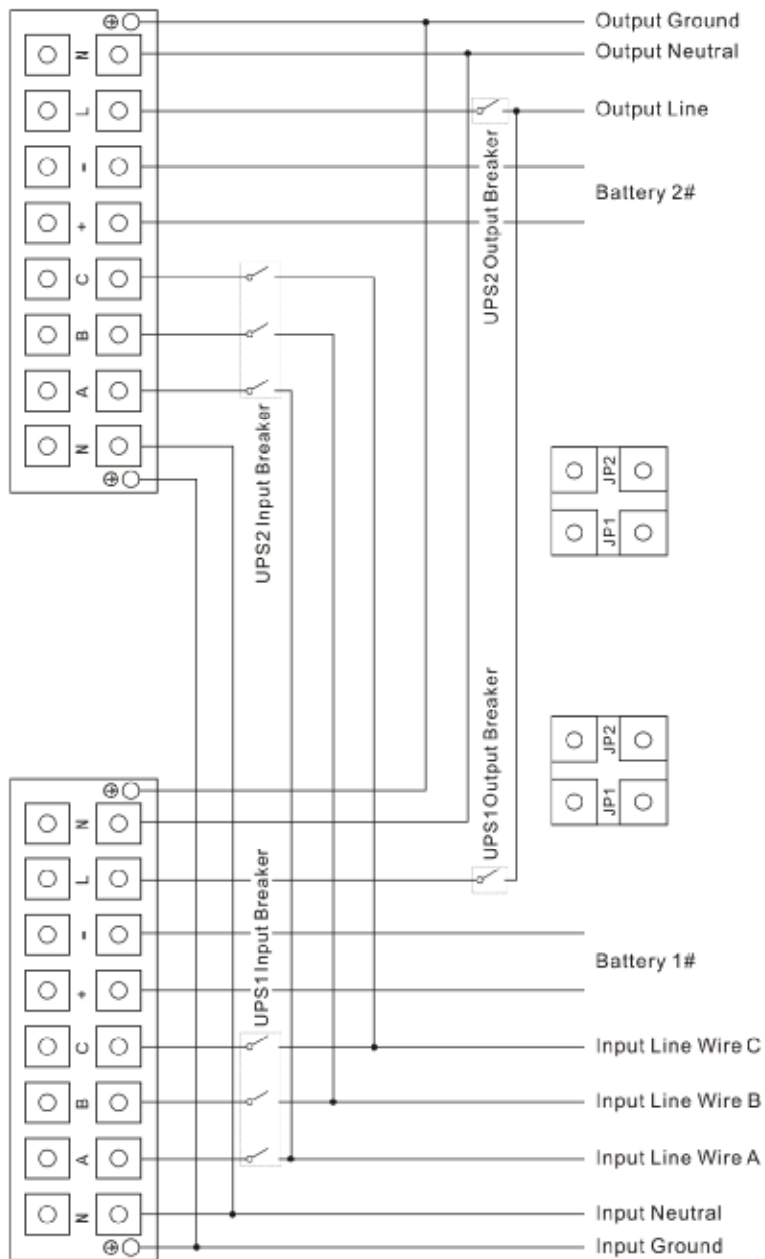 Output Ground
N
Output Neutral
L
Output Line
-
Battery 2#
+
C
B
A
N
UPS2 Output Breaker
UPS2 Input Breaker
JP2
JP1
JP2
JP1
UPS1 Output Breaker
UPS1 Input Breaker
N
L
-
Battery 1#
+
C
Input Line Wire C
B
Input Line Wire B
A
Input Line Wire A
N
Input Neutral
Input Ground